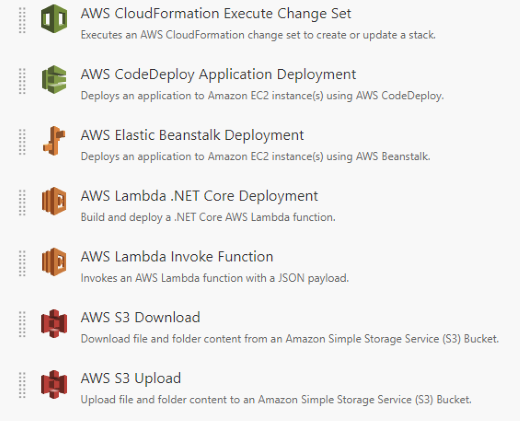 AWS CloudFormation Execute Change Set
Executes an AWS CloudFormation change set to create or update a stack.
AWS CodeDeploy Application Deployment
Deploys an application to Amazon EC2 instance(s) using AWS CodeDeploy.
AWS Elastic Beanstalk Deployment
Deploys an application to Amazon EC2 instance(s) using AWS Beanstalk.
AWS Lambda .NET Core Deployment
Build and deploy a .NET Core AWS Lambda function.
AWS Lambda Invoke Function
Invokes an AWS Lambda function with a JSON payload.
AWS S3 Download
Download file and folder content from an Amazon Simple Storage Service (S3) Bucket.
AWS S3 Upload
Upload file and folder content to an Amazon Simple Storage Service (S3) Bucket.